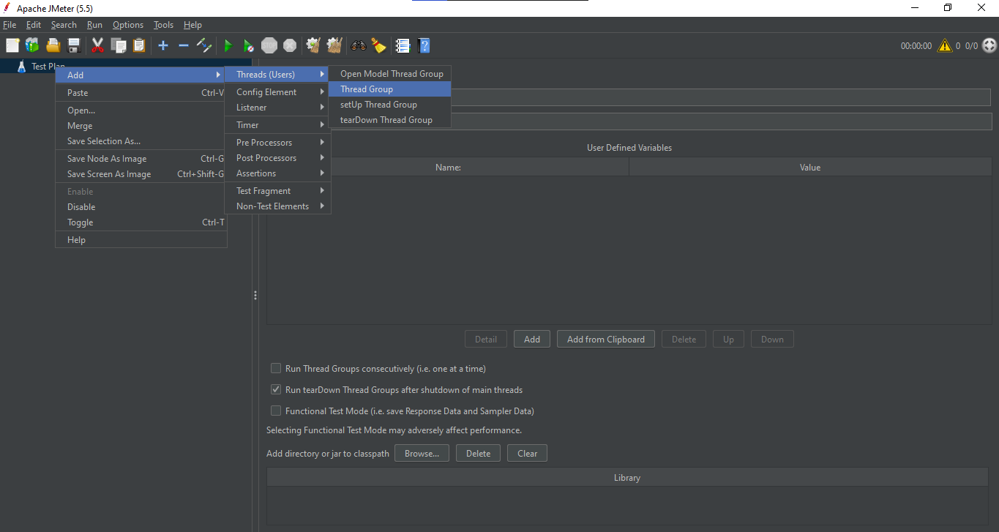 Apache JMeter (5.5)
File Edit Search Run Options Tools Help
STOP
00:00:00 0 0/0
Test Plan
Add
Paste Ctrl-V
Open...
Merge
Save Selection As...
Save Node As Image Ctrl-G
Save Screen As Image Ctrl+Shift-G
Enable
Disable
Toggle Ctrl-T
Help
Threads (Users)
Config Element
Listener
Timer
Pre Processors
Post Processors
Assertions
Test Fragment
Non-Test Elements
Open Model Thread Group
Thread Group
setUp Thread Group
tearDown Thread Group
User Defined Variables
Name: Value
Detail Add Add from Clipboard Delete Up Down
Run Thread Groups consecutively (i.e. one at a time)
Run tearDown Thread Groups after shutdown of main threads
Functional Test Mode (i.e. save Response Data and Sampler Data)
Selecting Functional Test Mode may adversely affect performance.
Add directory or jar to classpath Browse... Delete Clear
Library